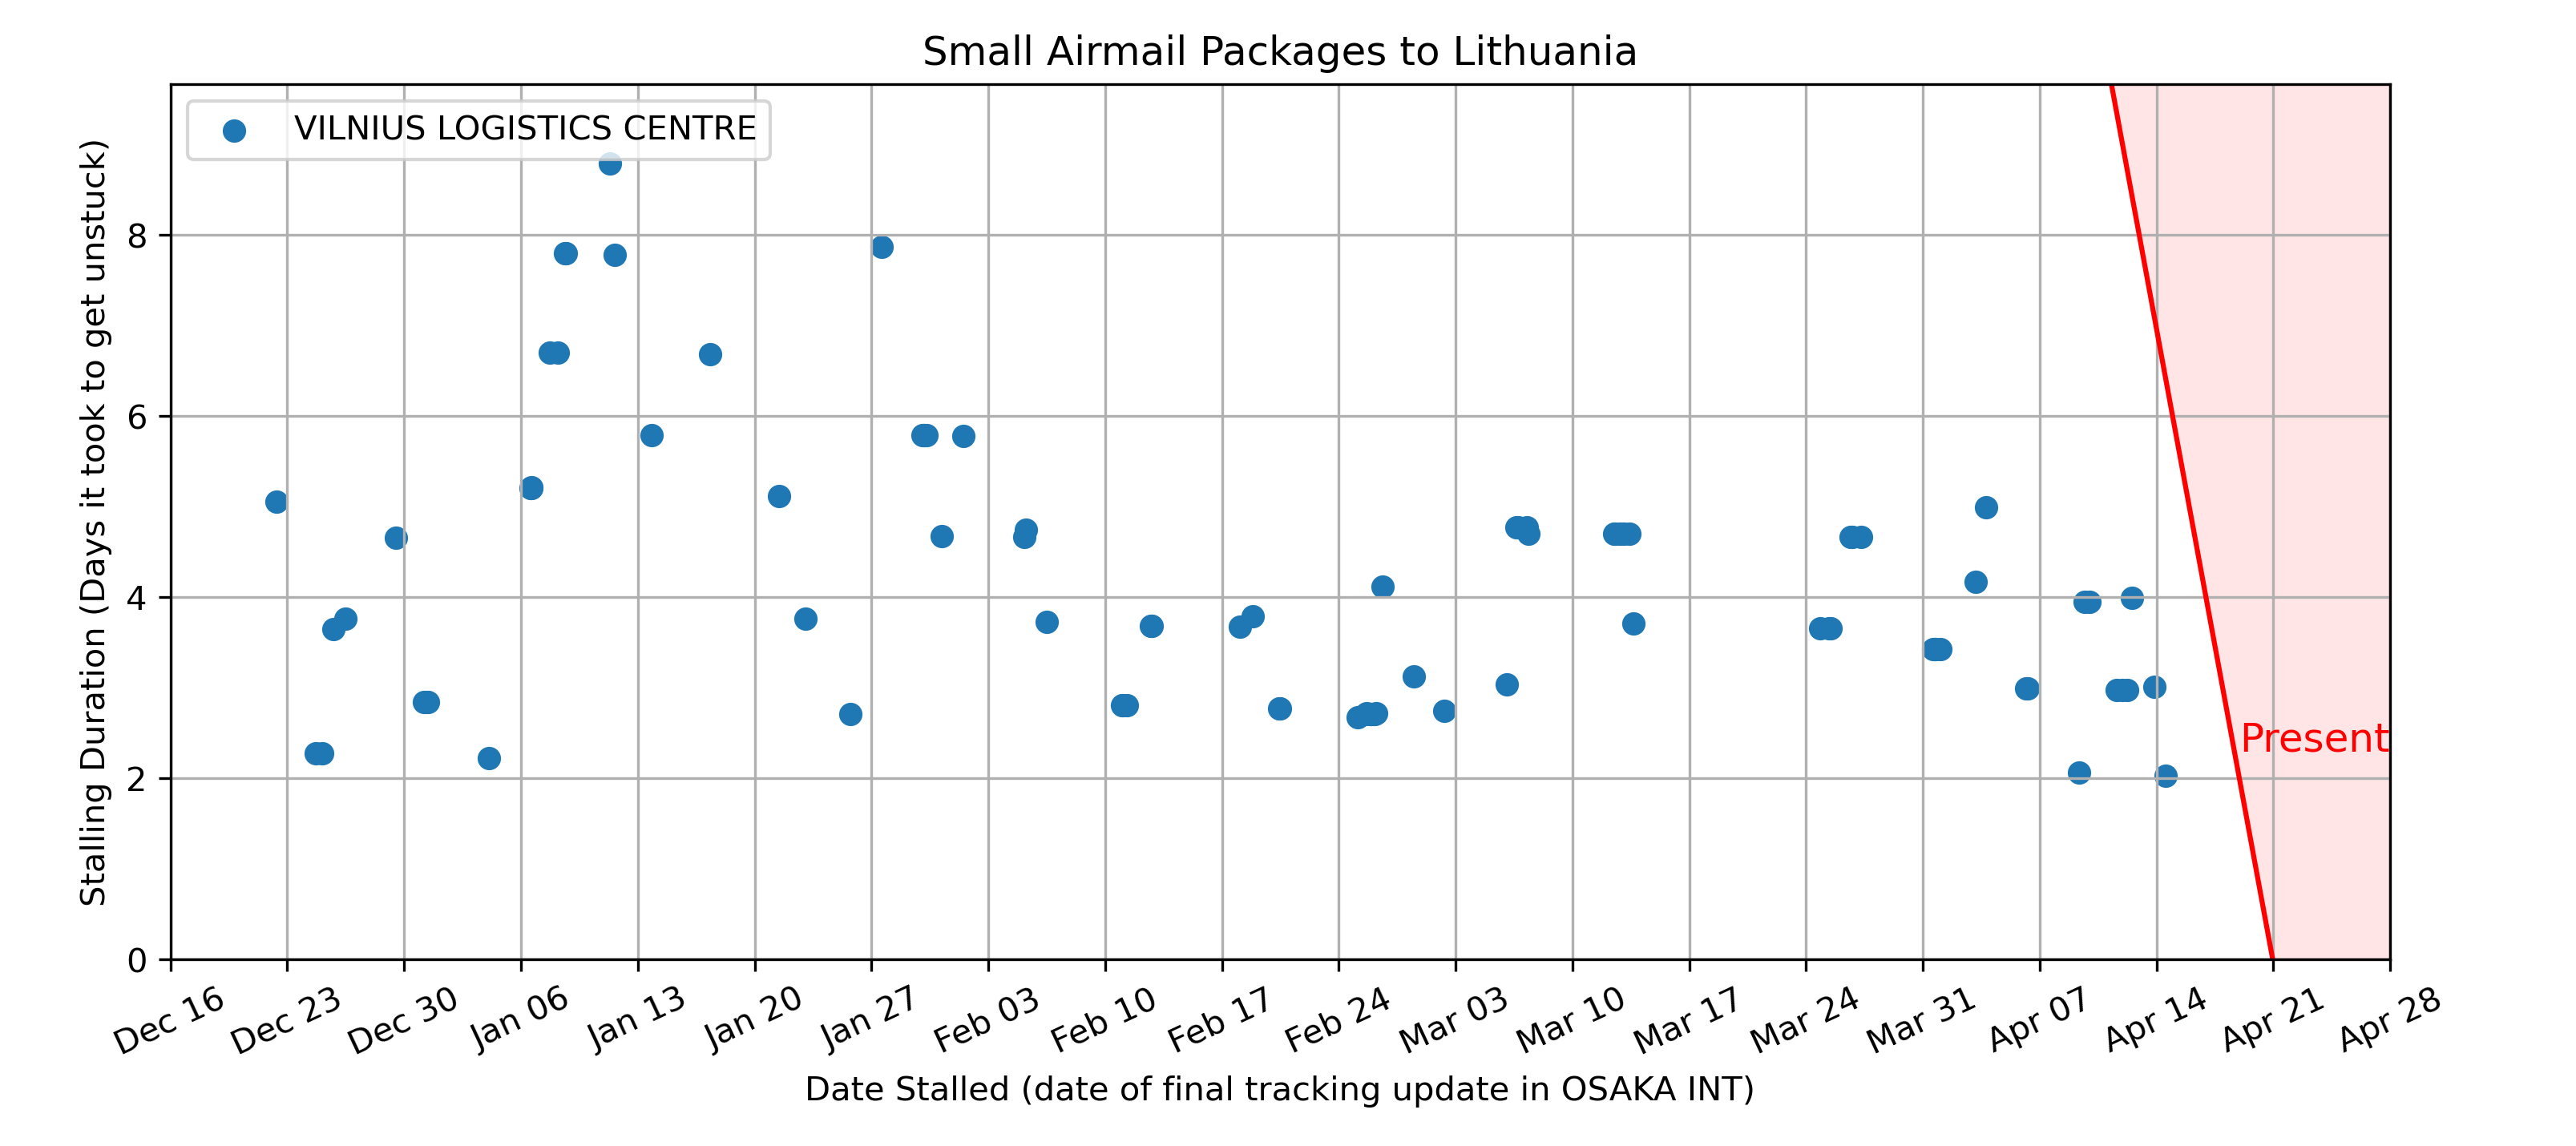 Small Airmail Packages to Lithuania
VILNIUS LOGISTICS CENTRE
Stalling Duration (Days it took to get unstuck)
8
6
4
2
0
Present
Dec 16
Dec 23
Dec 30
Jan 06
Jan 13
Jan 20
Jan 27
Feb 03
Feb 10
Feb 17
Feb 24
Mar 03
Mar 10
Mar 17
Mar 24
Mar 31
Apr 07
Apr 14
Apr 21
Apr 28
Date Stalled (date of final tracking update in OSAKA INT)